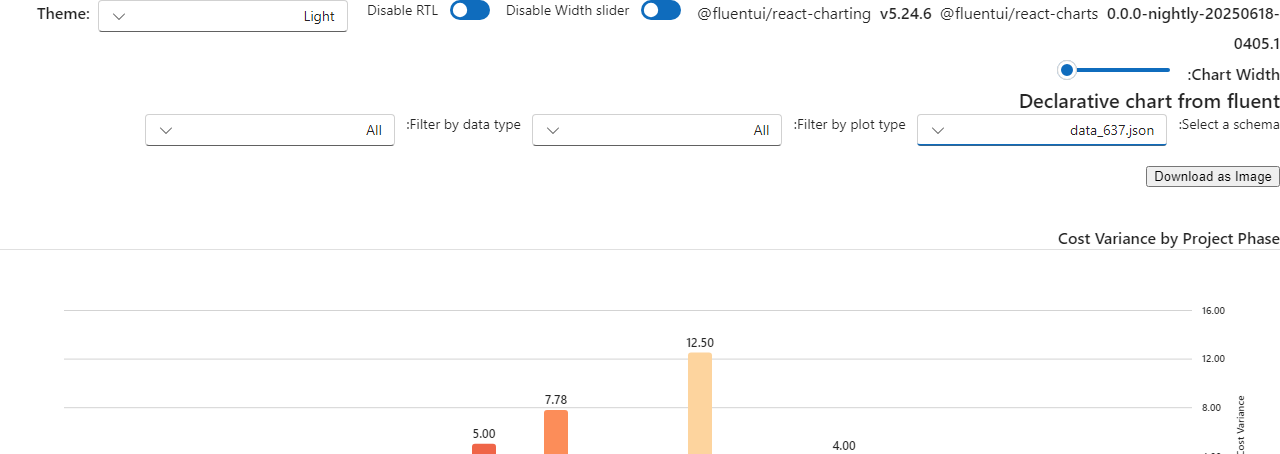 Theme: Light
Disable RTL
Disable Width slider
@fluentui/react-charting v5.24.6 @fluentui/react-charts 0.0.0-nightly-20250618-
0405.1
:Chart Width
Declarative chart from fluent
:Select a schema
data_637.json
:Filter by plot type
All
:Filter by data type
All
Download as Image
Cost Variance by Project Phase
16.00
12.50
12.00
7.78
8.00
5.00
4.00
Cost Variance